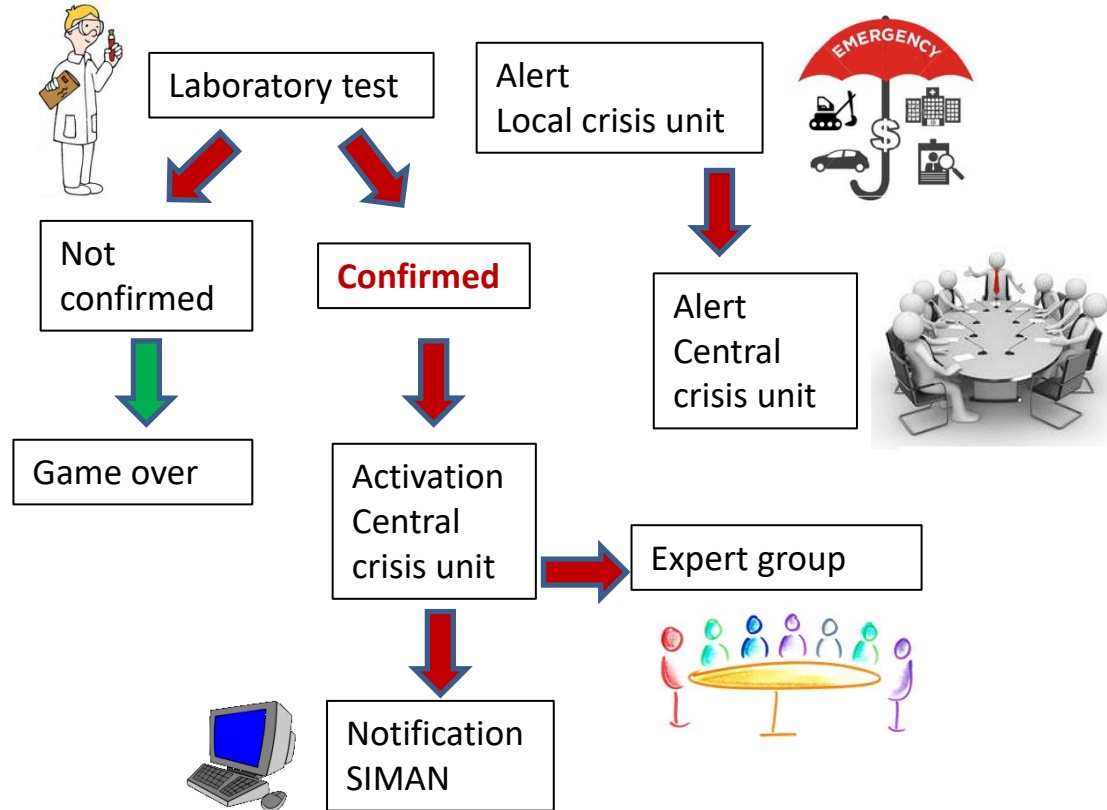 Laboratory test
Alert
Local crisis unit
EMERGENCY
$
Not
confirmed
Confirmed
Alert
Central
crisis unit
Game over
Activation
Central
crisis unit
Expert group
Notification
SIMAN